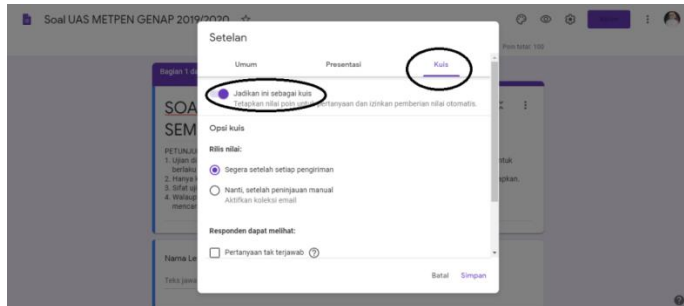 Soal UAS METPEN GENAP 2019/2020
Poin total: 100
Setelan
Umum Presentasi Kuis
Bagian 1 d
Jadikan ini sebagai kuis
Tetapkan nilai poin untuk pertanyaan dan izinkan pemberian nilai otomatis.
SOA
SEM
Opsi kuis
PETUNJU
Rilis nilai:
1. Ujian di
berlaku
Segera setelah setiap pengiriman
2. Hanya
3. Sifat uj
Nanti, setelah peninjauan manual
4. Walaup
Aktifkan koleksi email
mencar
Responden dapat melihat:
Nama Le
Pertanyaan tak terjawab
Teks jawa
Batal Simpan